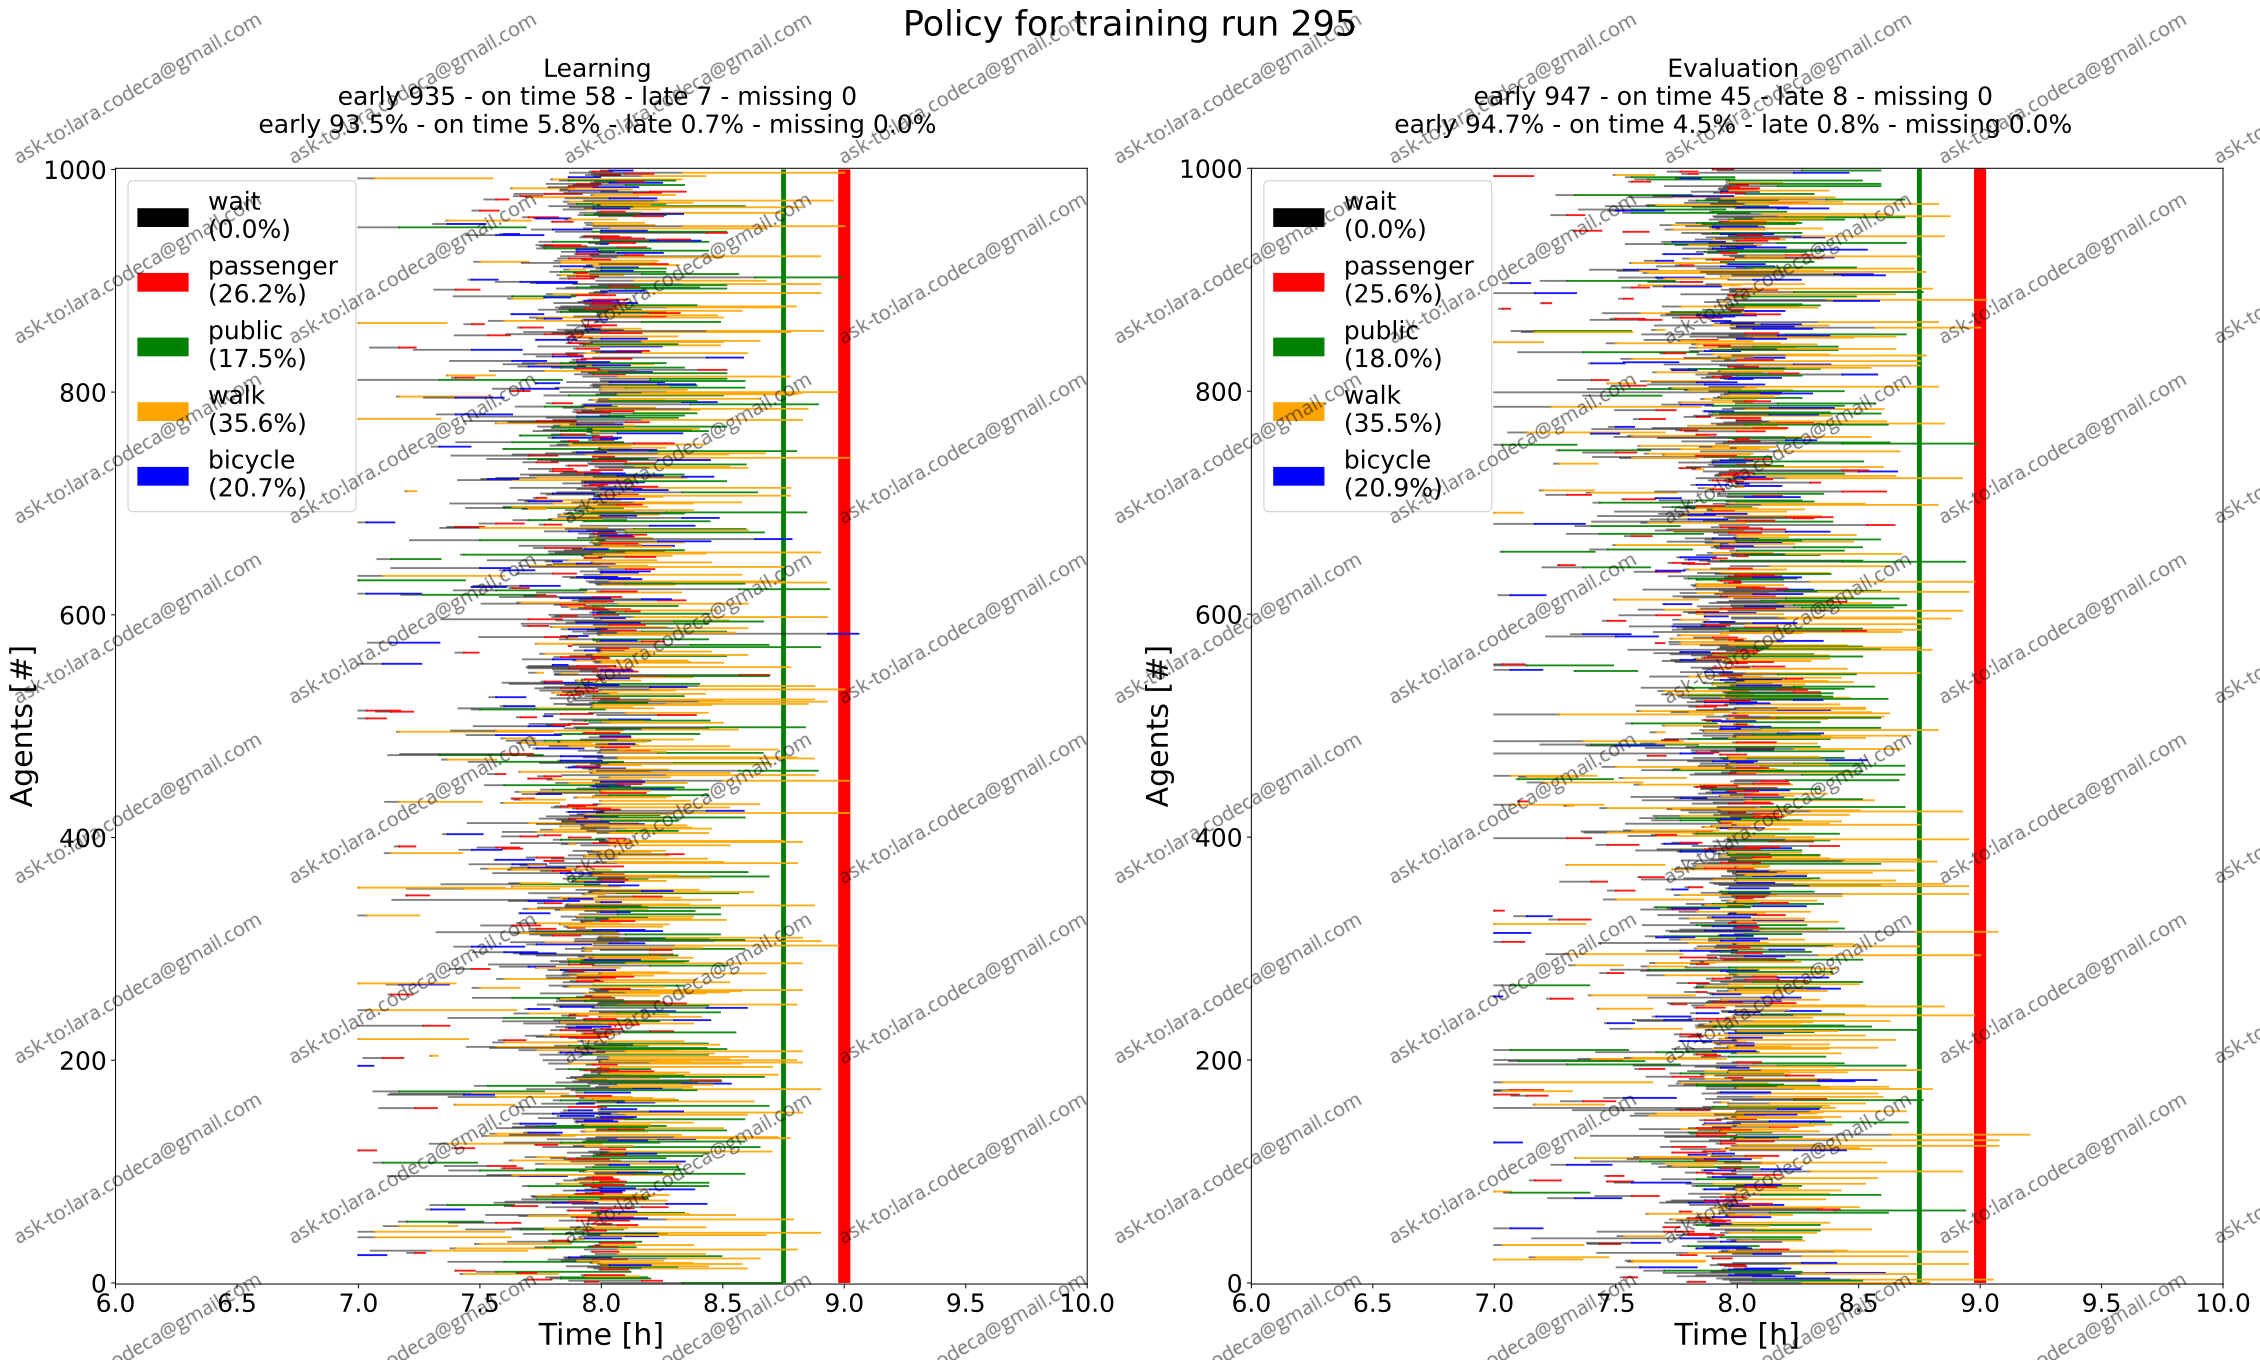 Policy for training run 295
Learning
early 935 - on time 58 - late 7 - missing 0
early 93.5% - on time 5.8% - late 0.7% - missing 0.0%
1000
800
600
400
200
0
Agents [#]
wait
(0.0%)
passenger
(26.2%)
public
(17.5%)
walk
(35.6%)
bicycle
(20.7%)
6.0 6.5 7.0 7.5 8.0 8.5 9.0 9.5 10.0
Time [h]
Evaluation
early 947 - on time 45 - late 8 - missing 0
early 94.7% - on time 4.5% - late 0.8% - missing 0.0%
1000
800
600
400
200
0
Agents [#]
wait
(0.0%)
passenger
(25.6%)
public
(18.0%)
walk
(35.5%)
bicycle
(20.9%)
6.0 6.5 7.0 7.5 8.0 8.5 9.0 9.5 10.0
Time [h]
ask-to:lara.codeca@gmail.com